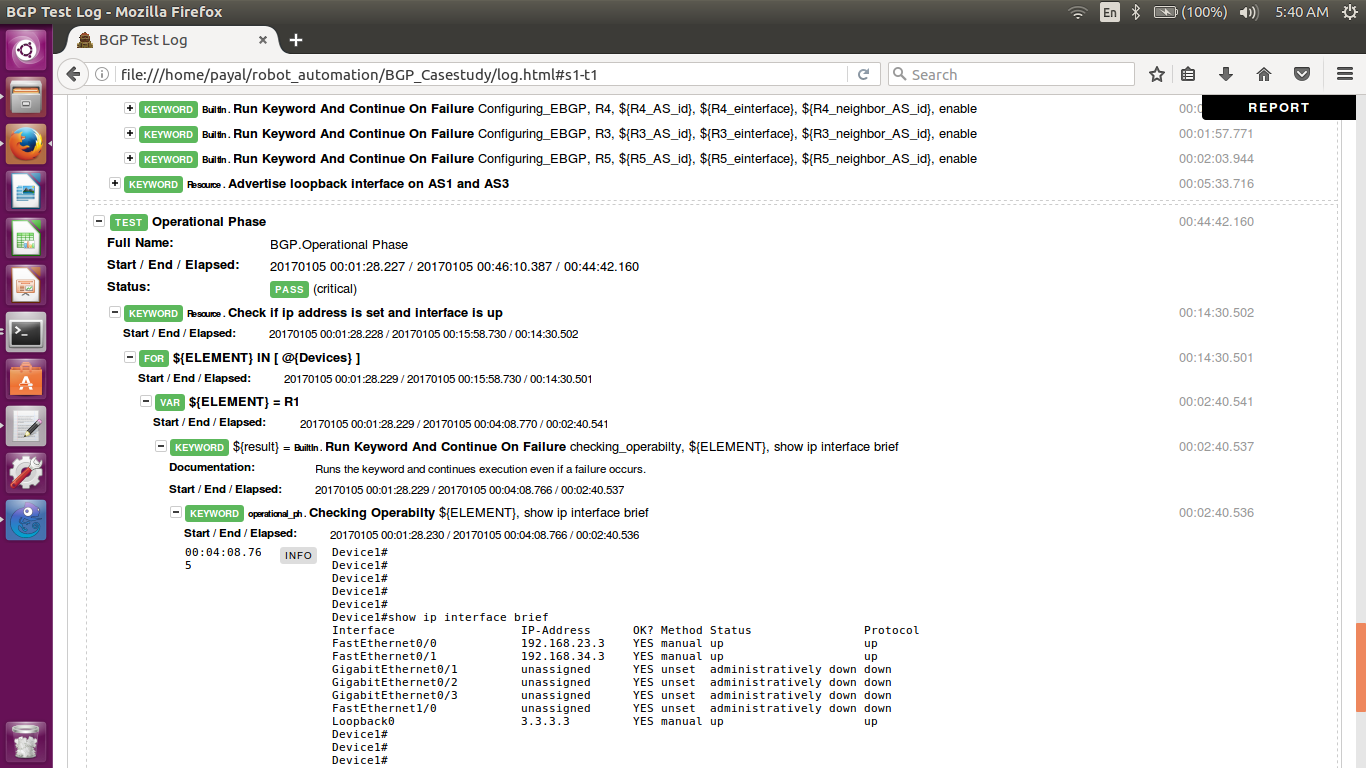 BGP Test Log - Mozilla Firefox
En (100%) 5:40 AM
BGP Test Log
file:///home/payal/robot_automation/BGP_Casestudy/log.html#s1-t1
Search
KEYWORD BuiltIn . Run Keyword And Continue On Failure Configuring_EBGP, R4, ${R4_AS_id}, ${R4_einterface}, ${R4_neighbor_AS_id}, enable
REPORT
KEYWORD BuiltIn . Run Keyword And Continue On Failure Configuring_EBGP, R3, ${R3_AS_id}, ${R3_einterface}, ${R3_neighbor_AS_id}, enable 00:01:57.771
KEYWORD BuiltIn . Run Keyword And Continue On Failure Configuring_EBGP, R5, ${R5_AS_id}, ${R5_einterface}, ${R5_neighbor_AS_id}, enable 00:02:03.944
KEYWORD Resource . Advertise loopback interface on AS1 and AS3 00:05:33.716
TEST Operational Phase 00:44:42.160
Full Name: BGP.Operational Phase
Start / End / Elapsed: 20170105 00:01:28.227 / 20170105 00:46:10.387 / 00:44:42.160
Status: PASS (critical)
KEYWORD Resource . Check if ip address is set and interface is up 00:14:30.502
Start / End / Elapsed: 20170105 00:01:28.228 / 20170105 00:15:58.730 / 00:14:30.502
FOR ${ELEMENT} IN [ @{Devices} ] 00:14:30.501
Start / End / Elapsed: 20170105 00:01:28.229 / 20170105 00:15:58.730 / 00:14:30.501
VAR ${ELEMENT} = R1 00:02:40.541
Start / End / Elapsed: 20170105 00:01:28.229 / 20170105 00:04:08.770 / 00:02:40.541
KEYWORD ${result} = BuiltIn . Run Keyword And Continue On Failure checking_operabilty, ${ELEMENT}, show ip interface brief 00:02:40.537
Documentation: Runs the keyword and continues execution even if a failure occurs.
Start / End / Elapsed: 20170105 00:01:28.229 / 20170105 00:04:08.766 / 00:02:40.537
KEYWORD operational_ph . Checking Operabilty ${ELEMENT}, show ip interface brief 00:02:40.536
Start / End / Elapsed: 20170105 00:01:28.230 / 20170105 00:04:08.766 / 00:02:40.536
00:04:08.76 INFO Device1#
5 Device1#
Device1#
Device1#
Device1#
Device1#show ip interface brief
Interface IP-Address OK? Method Status Protocol
FastEthernet0/0 192.168.23.3 YES manual up up
FastEthernet0/1 192.168.34.3 YES manual up up
GigabitEthernet0/1 unassigned YES unset administratively down down
GigabitEthernet0/2 unassigned YES unset administratively down down
GigabitEthernet0/3 unassigned YES unset administratively down down
FastEthernet1/0 unassigned YES unset administratively down down
Loopback0 3.3.3.3 YES manual up up
Device1#
Device1#
Device1#